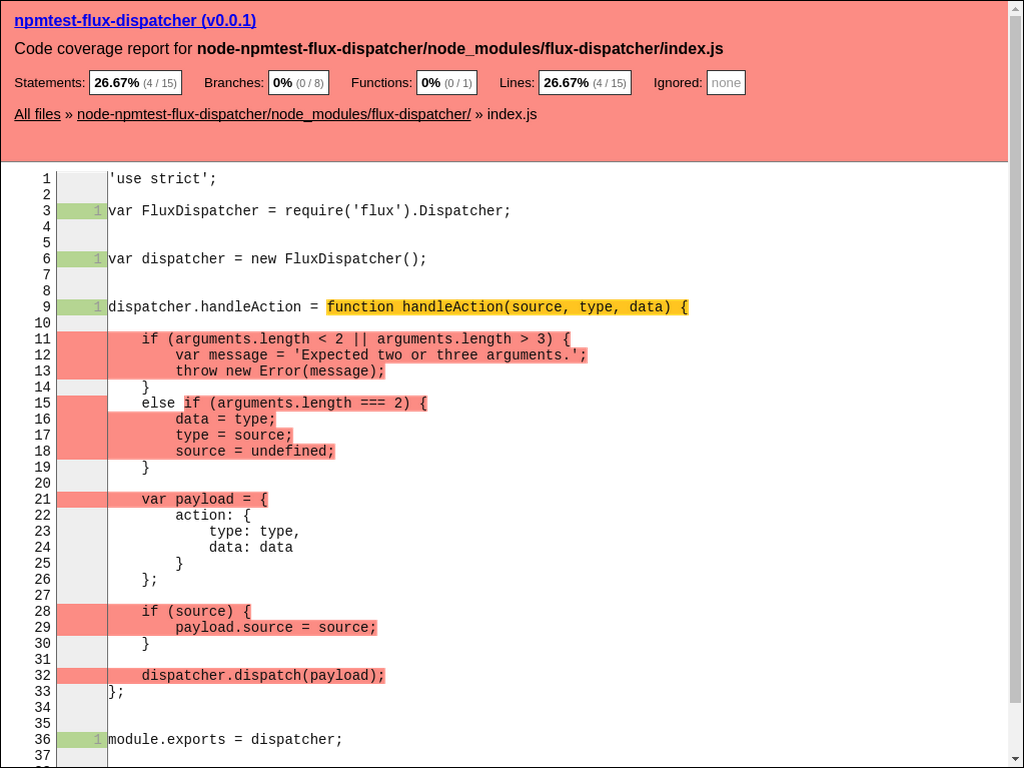 npmtest-flux-dispatcher (v0.0.1)
Code coverage report for node-npmtest-flux-dispatcher/node_modules/flux-dispatcher/index.js
Statements: 26.67% (4 / 15) Branches: 0% (0 / 8) Functions: 0% (0 / 1) Lines: 26.67% (4 / 15) Ignored: none
All files » node-npmtest-flux-dispatcher/node_modules/flux-dispatcher/ » index.js
1 'use strict';
2
3 1 var FluxDispatcher = require('flux').Dispatcher;
4
5
6 1 var dispatcher = new FluxDispatcher();
7
8
9 1 dispatcher.handleAction = function handleAction(source, type, data) {
10
11     if (arguments.length < 2 || arguments.length > 3) {
12         var message = 'Expected two or three arguments.';
13         throw new Error(message);
14     }
15     else if (arguments.length === 2) {
16         data = type;
17         type = source;
18         source = undefined;
19     }
20
21     var payload = {
22         action: {
23             type: type,
24             data: data
25         }
26     };
27
28     if (source) {
29         payload.source = source;
30     }
31
32     dispatcher.dispatch(payload);
33 };
34
35
36 1 module.exports = dispatcher;
37